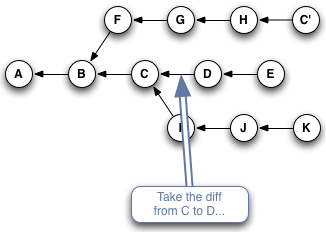 F G H C'
A B C D E
J K
Take the diff
from C to D...